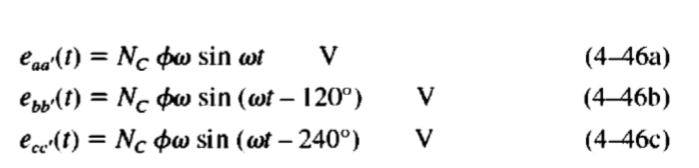 e_{aa'}(t) = N_C ϕω sin ωt V (4–46a)
e_{bb'}(t) = N_C ϕω sin (ωt – 120°) V (4–46b)
e_{cc'}(t) = N_C ϕω sin (ωt – 240°) V (4–46c)